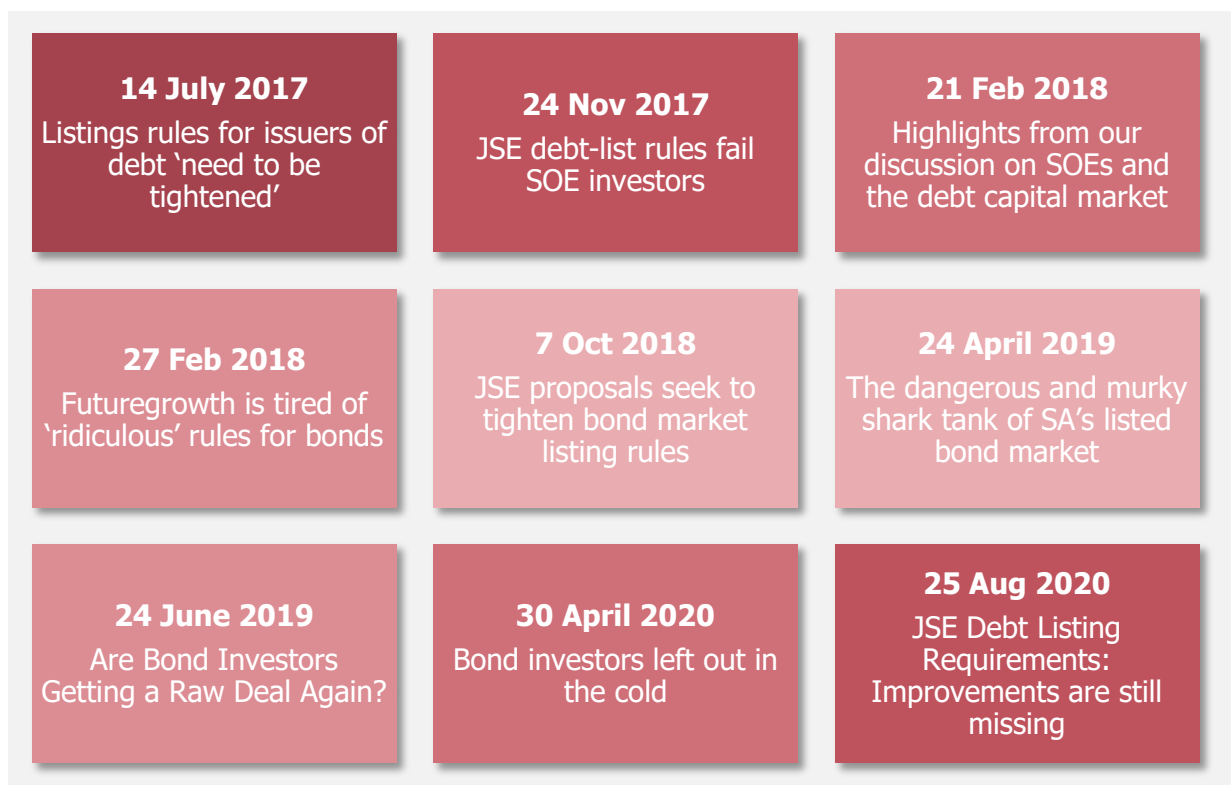 14 July 2017
Listings rules for issuers of
debt ‘need to be
tightened’
24 Nov 2017
JSE debt-list rules fail
SOE investors
21 Feb 2018
Highlights from our
discussion on SOEs and
the debt capital market
27 Feb 2018
Futuregrowth is tired of
‘ridiculous’ rules for bonds
7 Oct 2018
JSE proposals seek to
tighten bond market
listing rules
24 April 2019
The dangerous and murky
shark tank of SA’s listed
bond market
24 June 2019
Are Bond Investors
Getting a Raw Deal Again?
30 April 2020
Bond investors left out in
the cold
25 Aug 2020
JSE Debt Listing
Requirements:
Improvements are still
missing